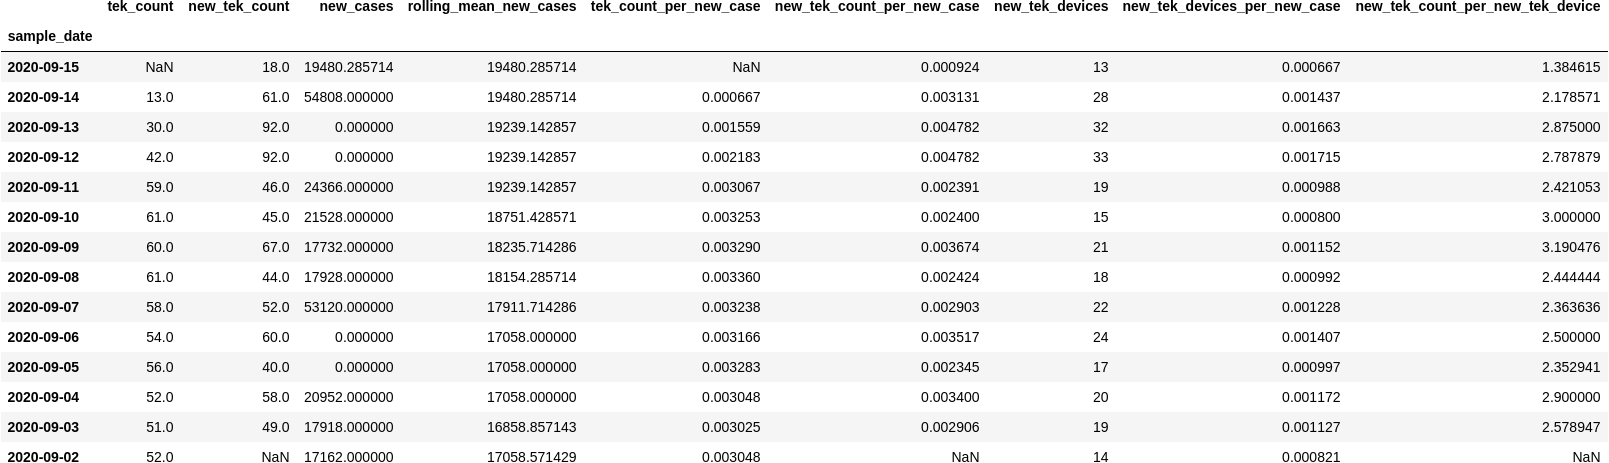 tek_count new_tek_count new_cases rolling_mean_new_cases tek_count_per_new_case new_tek_count_per_new_case new_tek_devices new_tek_devices_per_new_case new_tek_count_per_new_tek_device
sample_date
2020-09-15 NaN 18.0 19480.285714 19480.285714 NaN 0.000924 13 0.000667 1.384615
2020-09-14 13.0 61.0 54808.000000 19480.285714 0.000667 0.003131 28 0.001437 2.178571
2020-09-13 30.0 92.0 0.000000 19239.142857 0.001559 0.004782 32 0.001663 2.875000
2020-09-12 42.0 92.0 0.000000 19239.142857 0.002183 0.004782 33 0.001715 2.787879
2020-09-11 59.0 46.0 24366.000000 19239.142857 0.003067 0.002391 19 0.000988 2.421053
2020-09-10 61.0 45.0 21528.000000 18751.428571 0.003253 0.002400 15 0.000800 3.000000
2020-09-09 60.0 67.0 17732.000000 18235.714286 0.003290 0.003674 21 0.001152 3.190476
2020-09-08 61.0 44.0 17928.000000 18154.285714 0.003360 0.002424 18 0.000992 2.444444
2020-09-07 58.0 52.0 53120.000000 17911.714286 0.003238 0.002903 22 0.001228 2.363636
2020-09-06 54.0 60.0 0.000000 17058.000000 0.003166 0.003517 24 0.001407 2.500000
2020-09-05 56.0 40.0 0.000000 17058.000000 0.003283 0.002345 17 0.000997 2.352941
2020-09-04 52.0 58.0 20952.000000 17058.000000 0.003048 0.003400 20 0.001172 2.900000
2020-09-03 51.0 49.0 17918.000000 16858.857143 0.003025 0.002906 19 0.001127 2.578947
2020-09-02 52.0 NaN 17162.000000 17058.571429 0.003048 NaN 14 0.000821 NaN